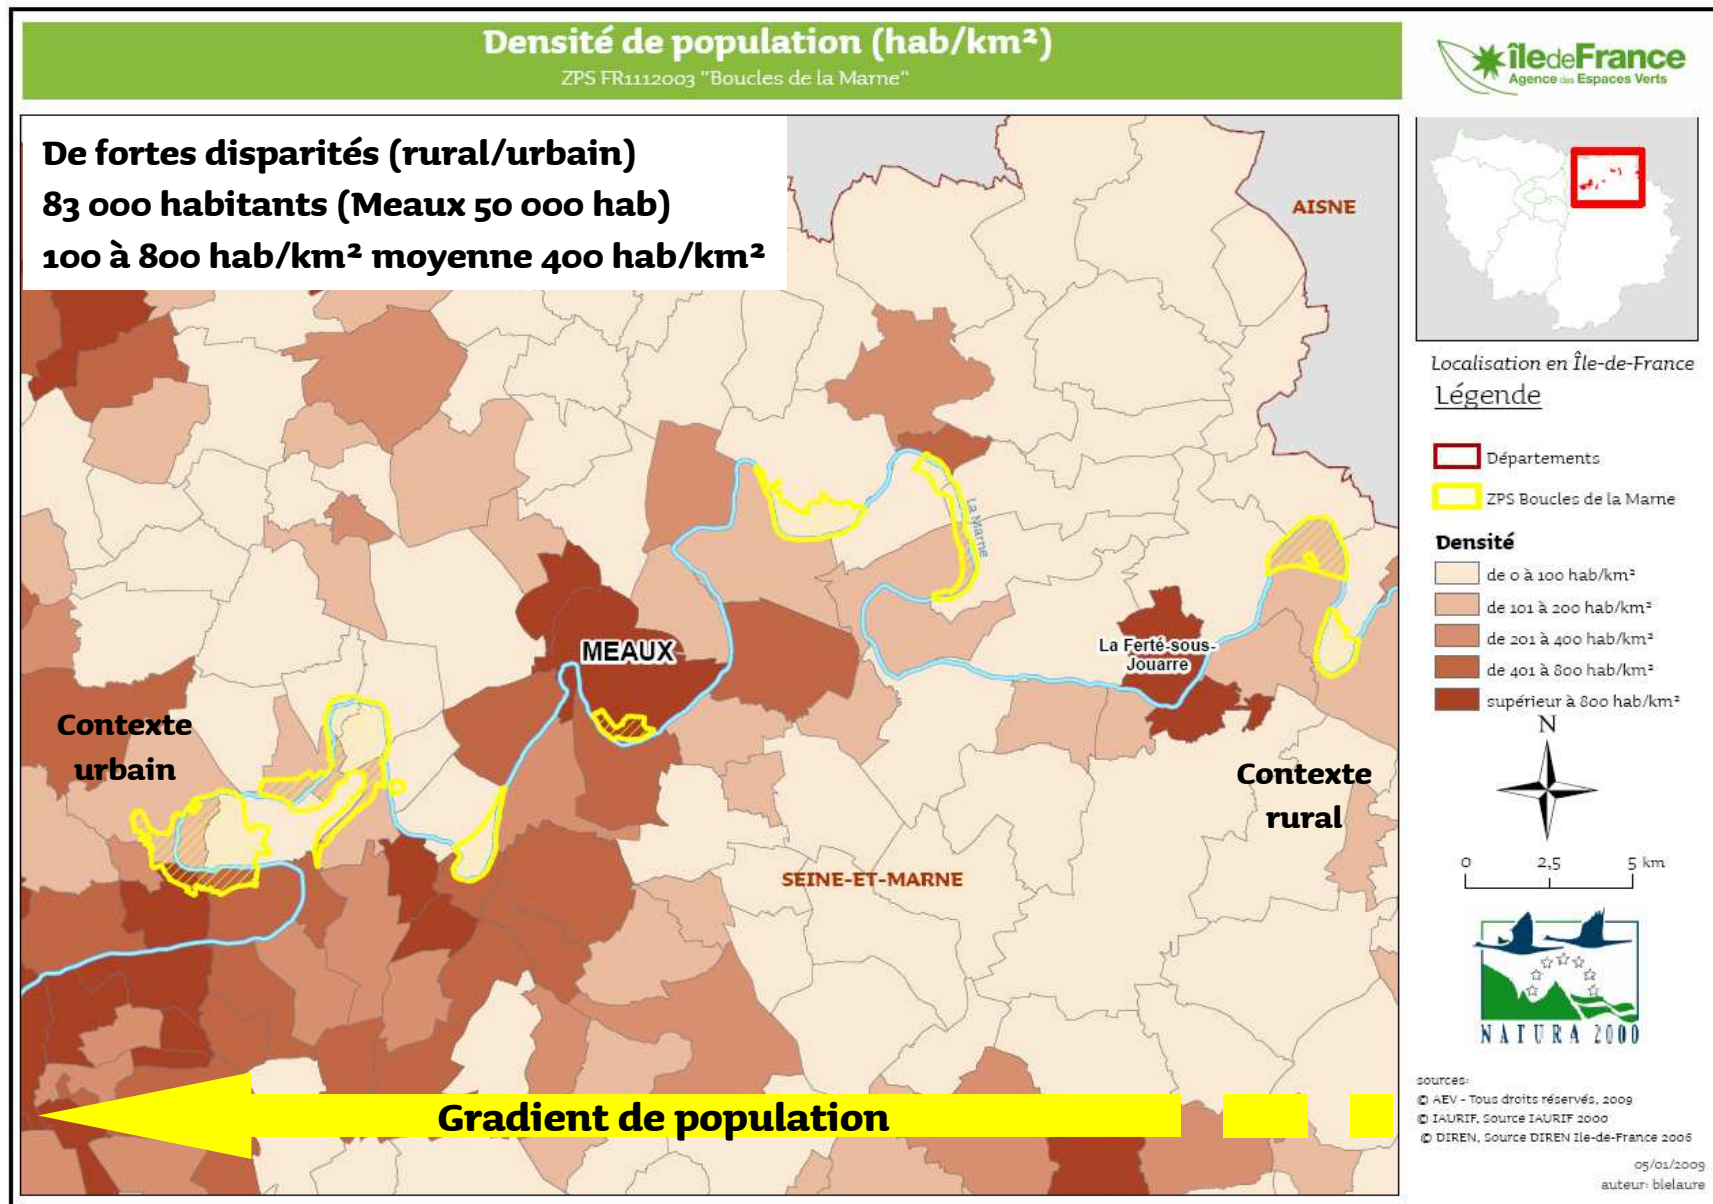 Densité de population (hab/km²)
ZPS FR1112003 "Boucles de la Marne"
îledeFrance
Agence des Espaces Verts
De fortes disparités (rural/urbain)
83 000 habitants (Meaux 50 000 hab)
100 à 800 hab/km² moyenne 400 hab/km²
AISNE
La Marne
MEAUX
La Ferté-sous-
Jouarre
Contexte
urbain
Contexte
rural
SEINE-ET-MARNE
Gradient de population
Localisation en Île-de-France
Légende
Départements
ZPS Boucles de la Marne
Densité
de 0 à 100 hab/km²
de 101 à 200 hab/km²
de 201 à 400 hab/km²
de 401 à 800 hab/km²
supérieur à 800 hab/km²
N
0 2,5 5 km
NATURA 2000
sources:
© AEV - Tous droits réservés, 2009
© IAURIF, Source IAURIF 2000
© DIREN, Source DIREN Ile-de-France 2006
05/01/2009
auteur: blelaure